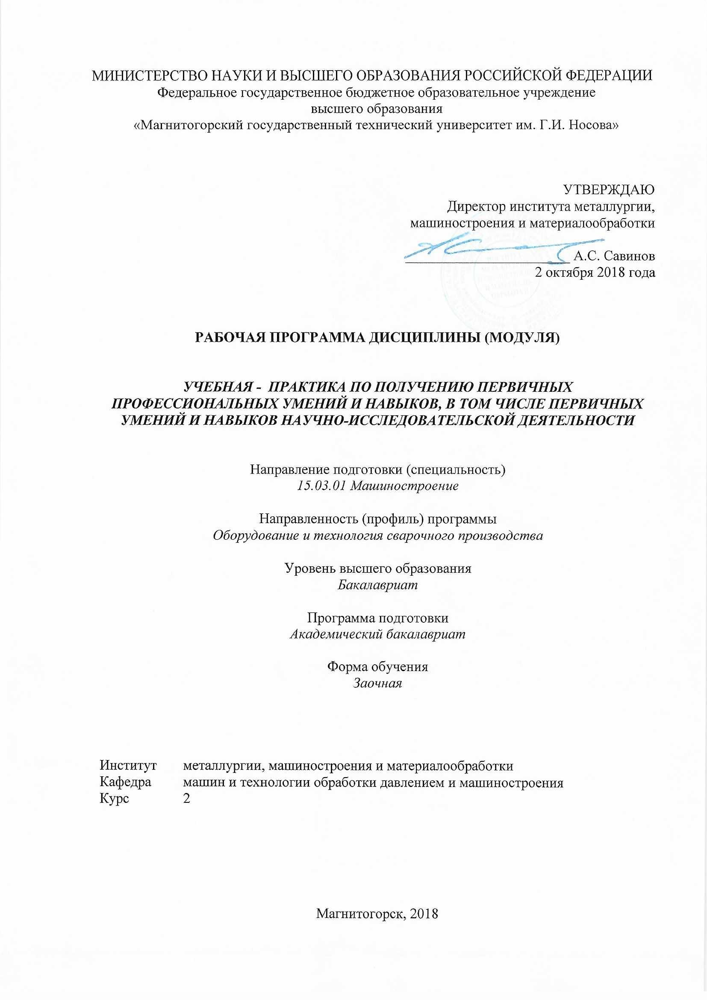 МИНИСТЕРСТВО НАУКИ И ВЫСШЕГО ОБРАЗОВАНИЯ РОССИЙСКОЙ ФЕДЕРАЦИИ
Федеральное государственное бюджетное образовательное учреждение
высшего образования
«Магнитогорский государственный технический университет им. Г.И. Носова»
УТВЕРЖДАЮ
Директор института металлургии,
машиностроения и материалообработки
А.С. Савинов
2 октября 2018 года
РАБОЧАЯ ПРОГРАММА ДИСЦИПЛИНЫ (МОДУЛЯ)
УЧЕБНАЯ - ПРАКТИКА ПО ПОЛУЧЕНИЮ ПЕРВИЧНЫХ
ПРОФЕССИОНАЛЬНЫХ УМЕНИЙ И НАВЫКОВ, В ТОМ ЧИСЛЕ ПЕРВИЧНЫХ
УМЕНИЙ И НАВЫКОВ НАУЧНО-ИССЛЕДОВАТЕЛЬСКОЙ ДЕЯТЕЛЬНОСТИ
Направление подготовки (специальность)
15.03.01 Машиностроение
Направленность (профиль) программы
Оборудование и технология сварочного производства
Уровень высшего образования
Бакалавриат
Программа подготовки
Академический бакалавриат
Форма обучения
Заочная
Институт металлургии, машиностроения и материалообработки
Кафедра машин и технологии обработки давлением и машиностроения
Курс 2
Магнитогорск, 2018